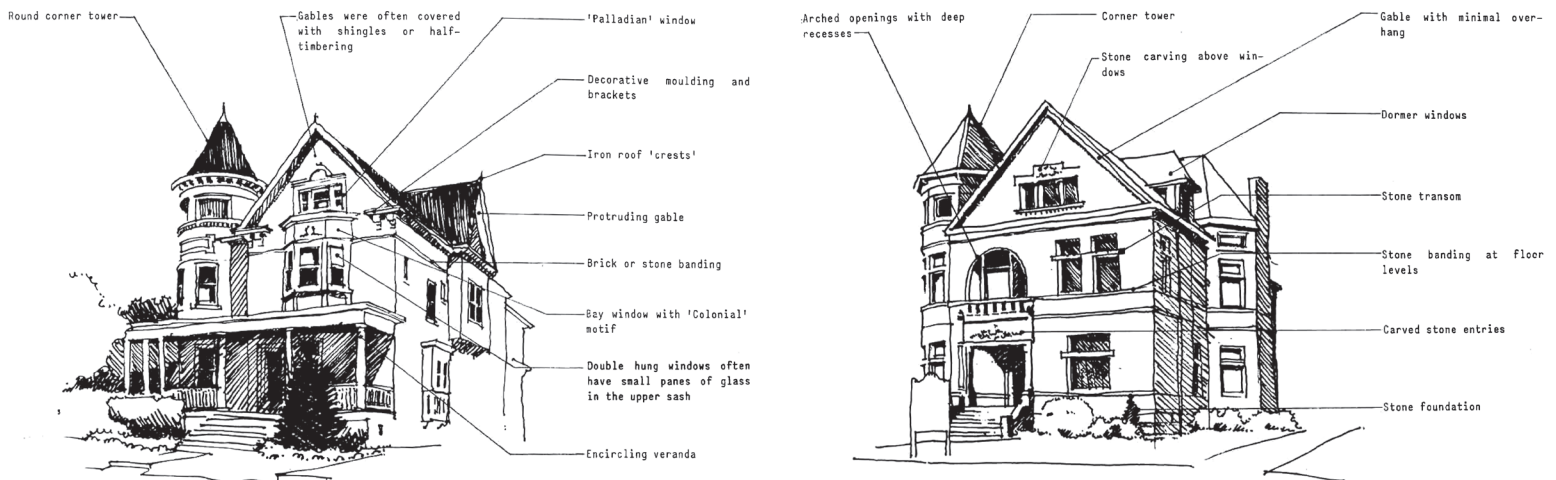 Round corner tower
Gables were often covered
with shingles or half-
timbering
'Palladian' window
Decorative moulding and
brackets
Iron roof 'crests'
Protruding gable
Brick or stone banding
Bay window with 'Colonial'
motif
Double hung windows often
have small panes of glass
in the upper sash
Encircling veranda
Arched openings with deep
recesses
Corner tower
Stone carving above win-
dows
Gable with minimal over-
hang
Dormer windows
Stone transom
Stone banding at floor
levels
Carved stone entries
Stone foundation